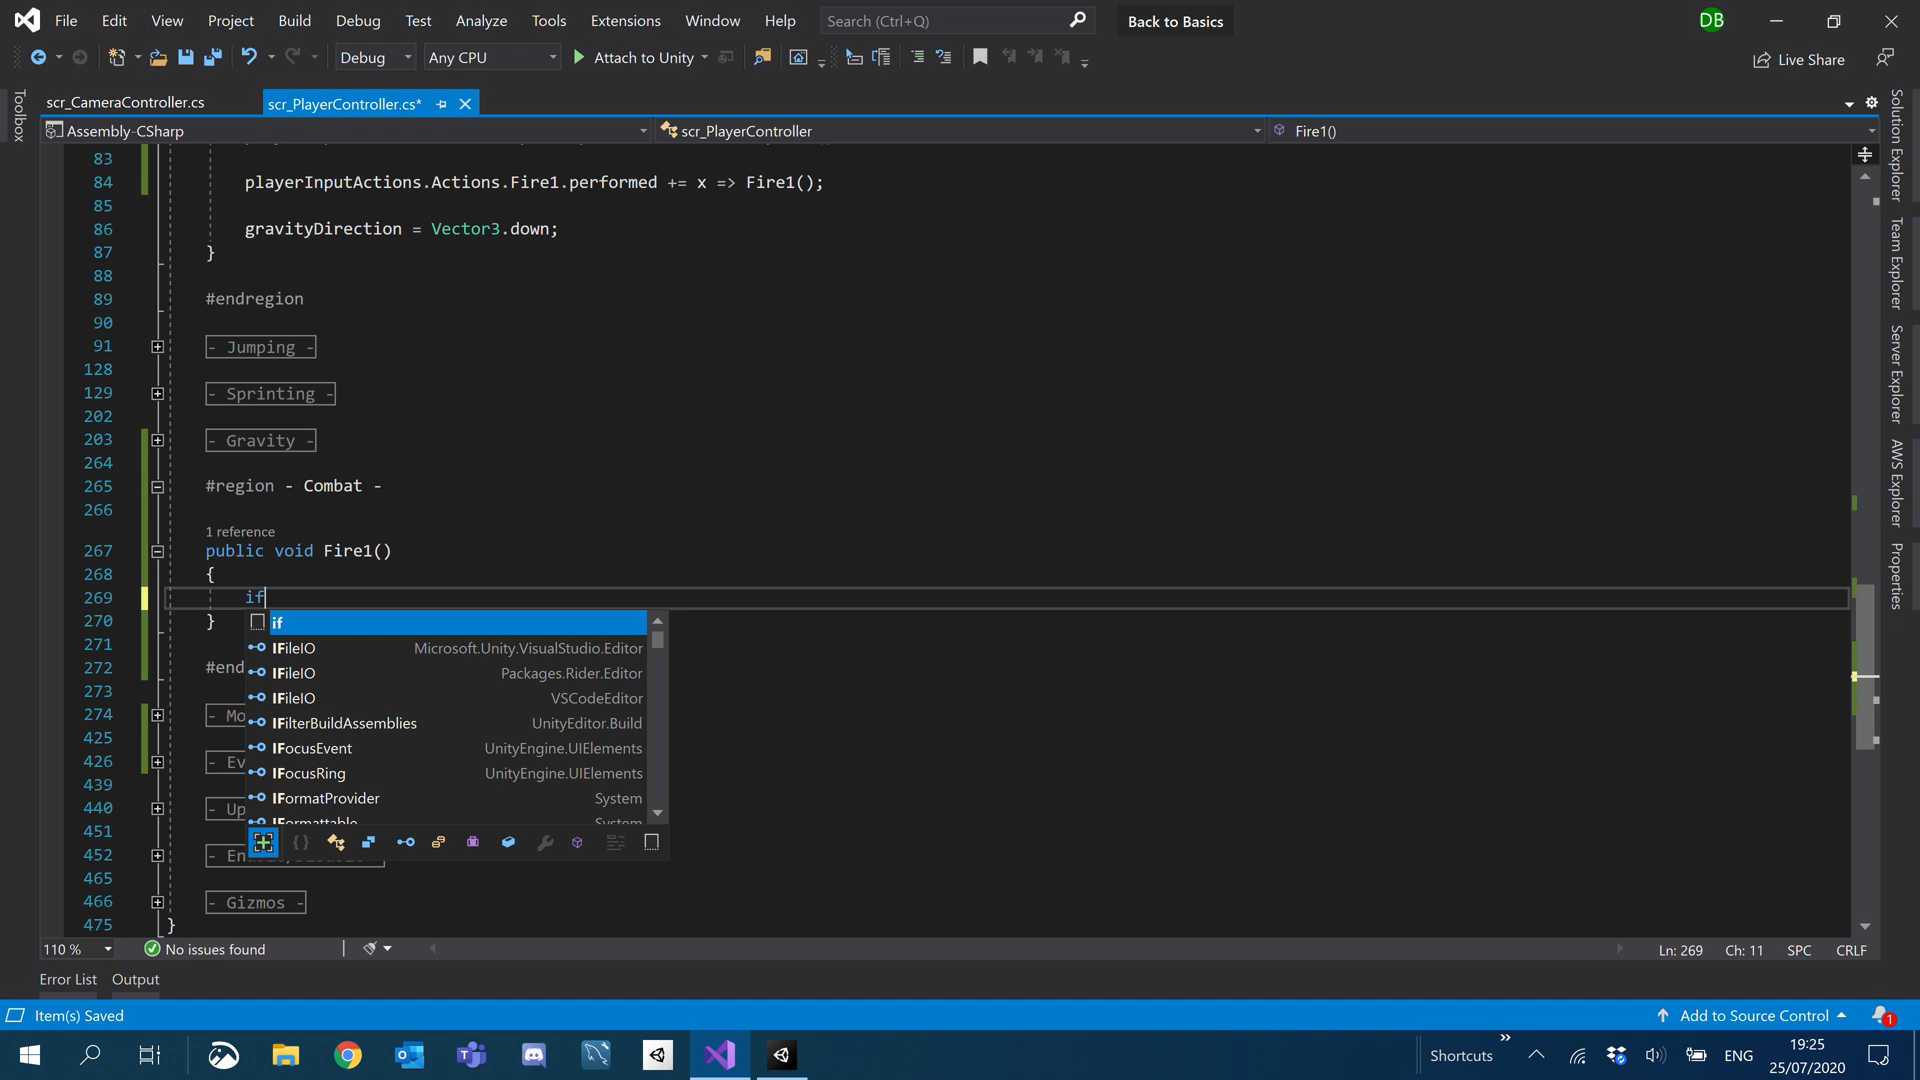 File Edit View Project Build Debug Test Analyze Tools Extensions Window Help Search (Ctrl+Q) Back to Basics DB
Debug Any CPU Attach to Unity Live Share
scr_CameraController.cs scr_PlayerController.cs*
Assembly-CSharp scr_PlayerController Fire1()
Toolbox
Solution Explorer
Team Explorer
Server Explorer
AWS Explorer
Properties
83
84 playerInputActions.Actions.Fire1.performed += x => Fire1();
85
86 gravityDirection = Vector3.down;
87 }
88
89 #endregion
90
91 - Jumping -
128
129 - Sprinting -
202
203 - Gravity -
264
265 #region - Combat -
266
1 reference
267 public void Fire1()
268 {
269 if
270 }
271
272 #end
273
274 - Mo
425
426 - Ev
439
440 - Up
451
452
465
466 - Gizmos -
475 }
if
IFileIO Microsoft.Unity.VisualStudio.Editor
IFileIO Packages.Rider.Editor
IFileIO VSCodeEditor
IFilterBuildAssemblies UnityEditor.Build
IFocusEvent UnityEngine.UIElements
IFocusRing UnityEngine.UIElements
IFormatProvider System
IFormattable System
110 % No issues found Ln: 269 Ch: 11 SPC CRLF
Error List Output
Item(s) Saved Add to Source Control 1
Shortcuts ENG 19:25
25/07/2020